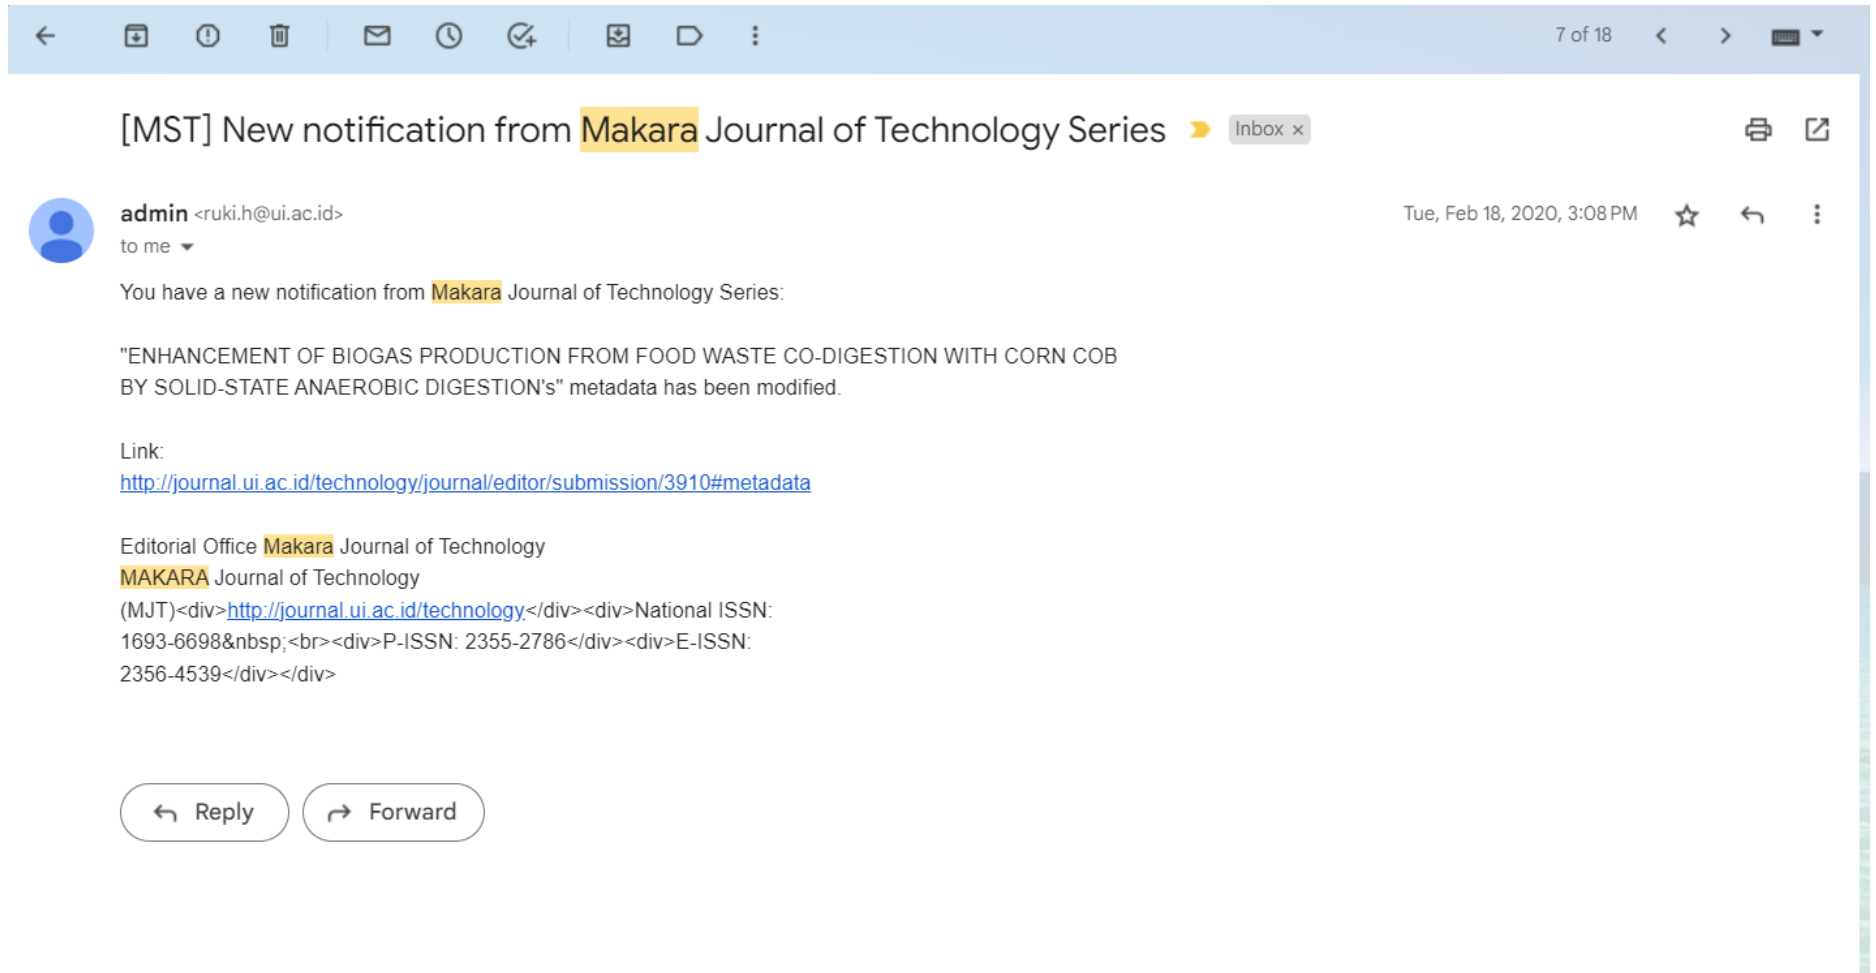 7 of 18
[MST] New notification from Makara Journal of Technology Series
Inbox ×
admin <ruki.h@ui.ac.id>
Tue, Feb 18, 2020, 3:08 PM
to me
You have a new notification from Makara Journal of Technology Series:
"ENHANCEMENT OF BIOGAS PRODUCTION FROM FOOD WASTE CO-DIGESTION WITH CORN COB
BY SOLID-STATE ANAEROBIC DIGESTION's" metadata has been modified.
Link:
http://journal.ui.ac.id/technology/journal/editor/submission/3910#metadata
Editorial Office Makara Journal of Technology
MAKARA Journal of Technology
(MJT)<div>http://journal.ui.ac.id/technology</div><div>National ISSN:
1693-6698&nbsp;<br><div>P-ISSN: 2355-2786</div><div>E-ISSN:
2356-4539</div></div>
Reply
Forward